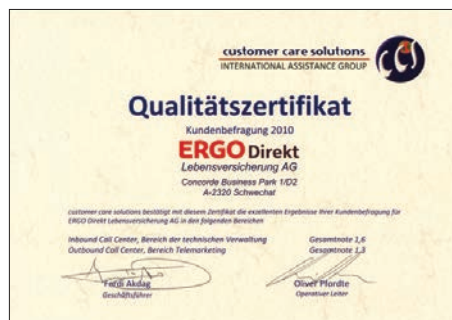 customer care solutions
INTERNATIONAL ASSISTANCE GROUP
ccs
Qualitätszertifikat
Kundenbefragung 2010
ERGO Direkt
Lebensversicherung AG
Concorde Business Park 1/D2
A-2320 Schwechat
customer care solutions bestätigt mit diesem Zertifikat die exzellenten Ergebnisse Ihrer Kundenbefragung für
ERGO Direkt Lebensversicherung AG in den folgenden Bereichen
Inbound Call Center, Bereich der technischen Verwaltung Gesamtnote 1,6
Outbound Call Center, Bereich Telemarketing Gesamtnote 1,3
Ferdi Akdag Oliver Pfordte
Geschäftsführer Operativer Leiter